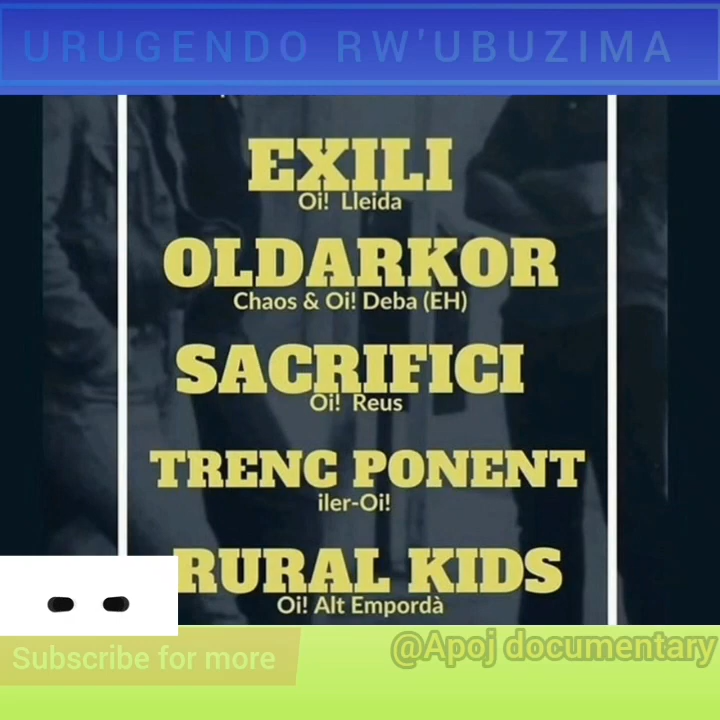 URUGENDO RW'UBUZIMA
EXILI
Oi! Lleida
OLDARKOR
Chaos & Oi! Deba (EH)
SACRIFICI
Oi! Reus
TRENC PONENT
iler-Oi!
RURAL KIDS
Oi! Alt Empordà
@Apoj documentary
Subscribe for more